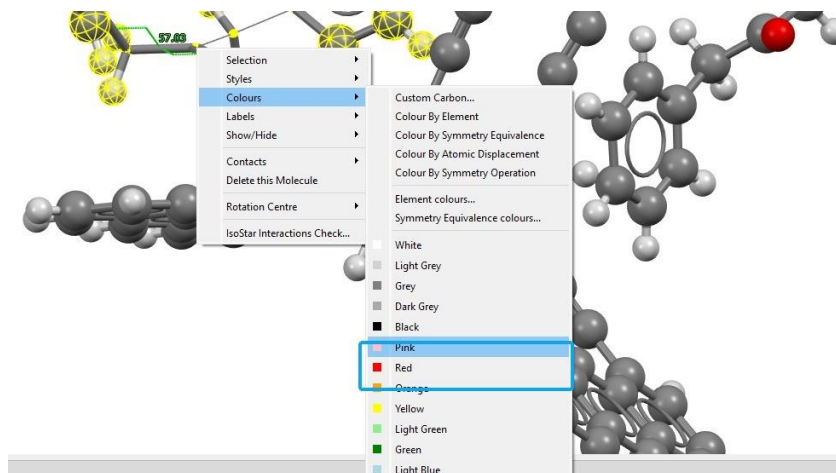 57.03
Selection
Styles
Colours
Labels
Show/Hide
Contacts
Delete this Molecule
Rotation Centre
IsoStar Interactions Check...
Custom Carbon...
Colour By Element
Colour By Symmetry Equivalence
Colour By Atomic Displacement
Colour By Symmetry Operation
Element colours...
Symmetry Equivalence colours...
White
Light Grey
Grey
Dark Grey
Black
Pink
Red
Orange
Yellow
Light Green
Green
Light Blue